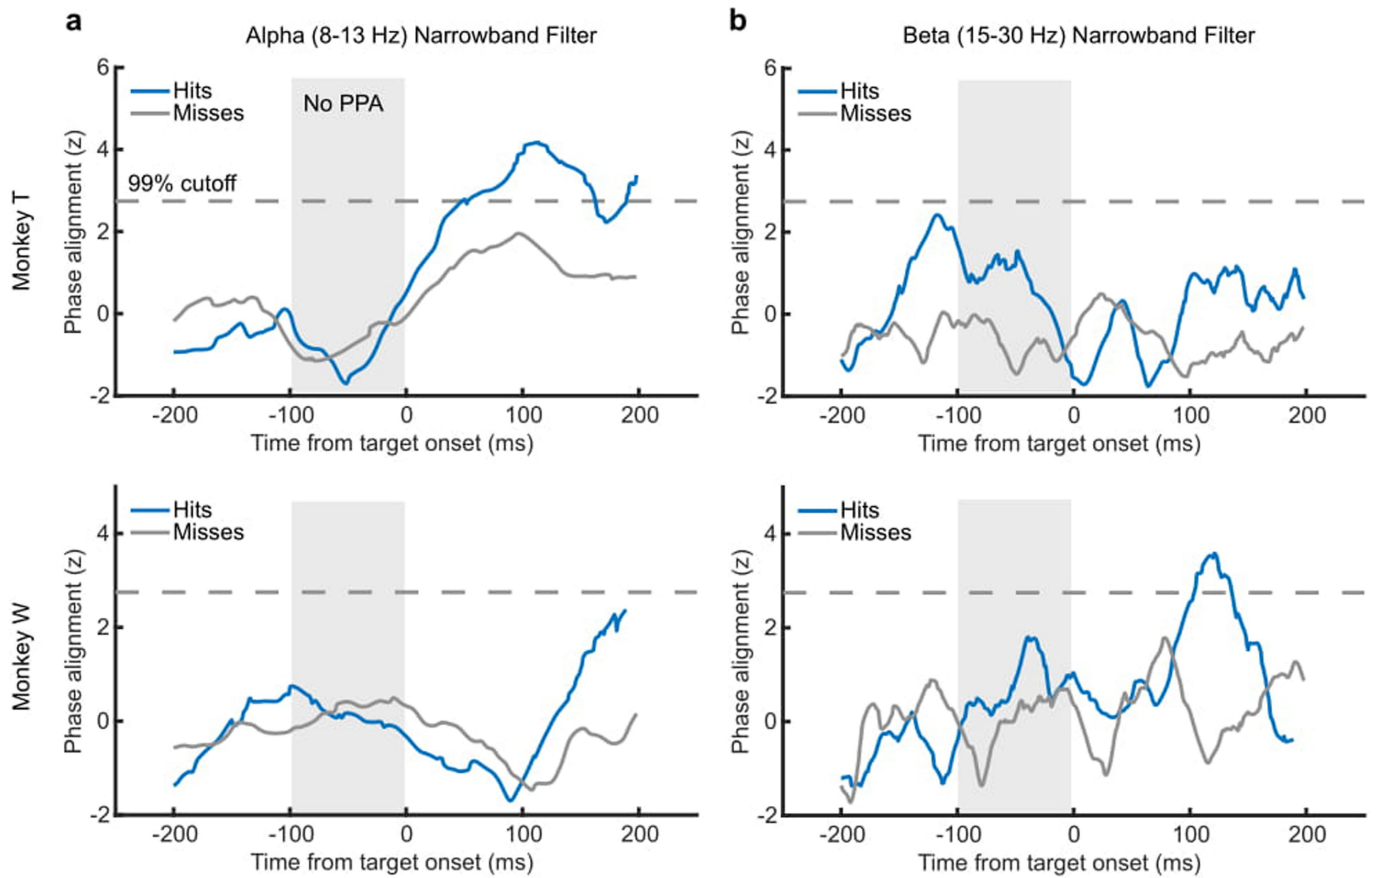 a
Alpha (8-13 Hz) Narrowband Filter
6
4
2
0
-2
Phase alignment (z)
Monkey T
Hits
Misses
No PPA
99% cutoff
-200 -100 0 100 200
Time from target onset (ms)
b
Beta (15-30 Hz) Narrowband Filter
6
4
2
0
-2
Phase alignment (z)
Hits
Misses
-200 -100 0 100 200
Time from target onset (ms)
4
2
0
-2
Phase alignment (z)
Monkey W
Hits
Misses
-200 -100 0 100 200
Time from target onset (ms)
4
2
0
-2
Phase alignment (z)
Hits
Misses
-200 -100 0 100 200
Time from target onset (ms)